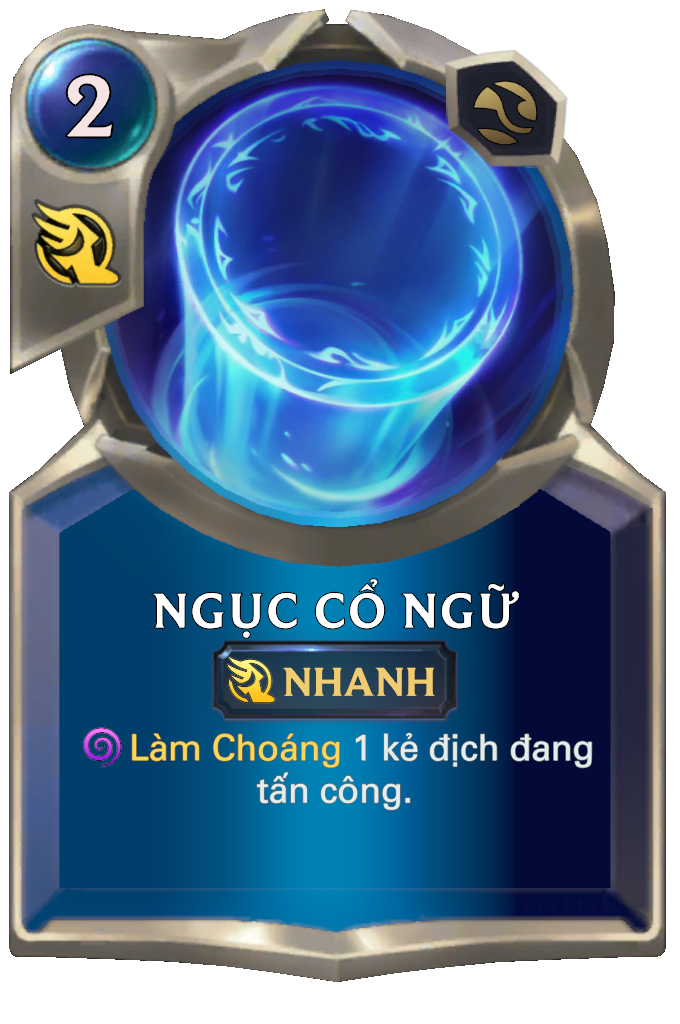 2
NGỤC CỔ NGỮ
NHANH
Làm Choáng 1 kẻ địch đang
tấn công.